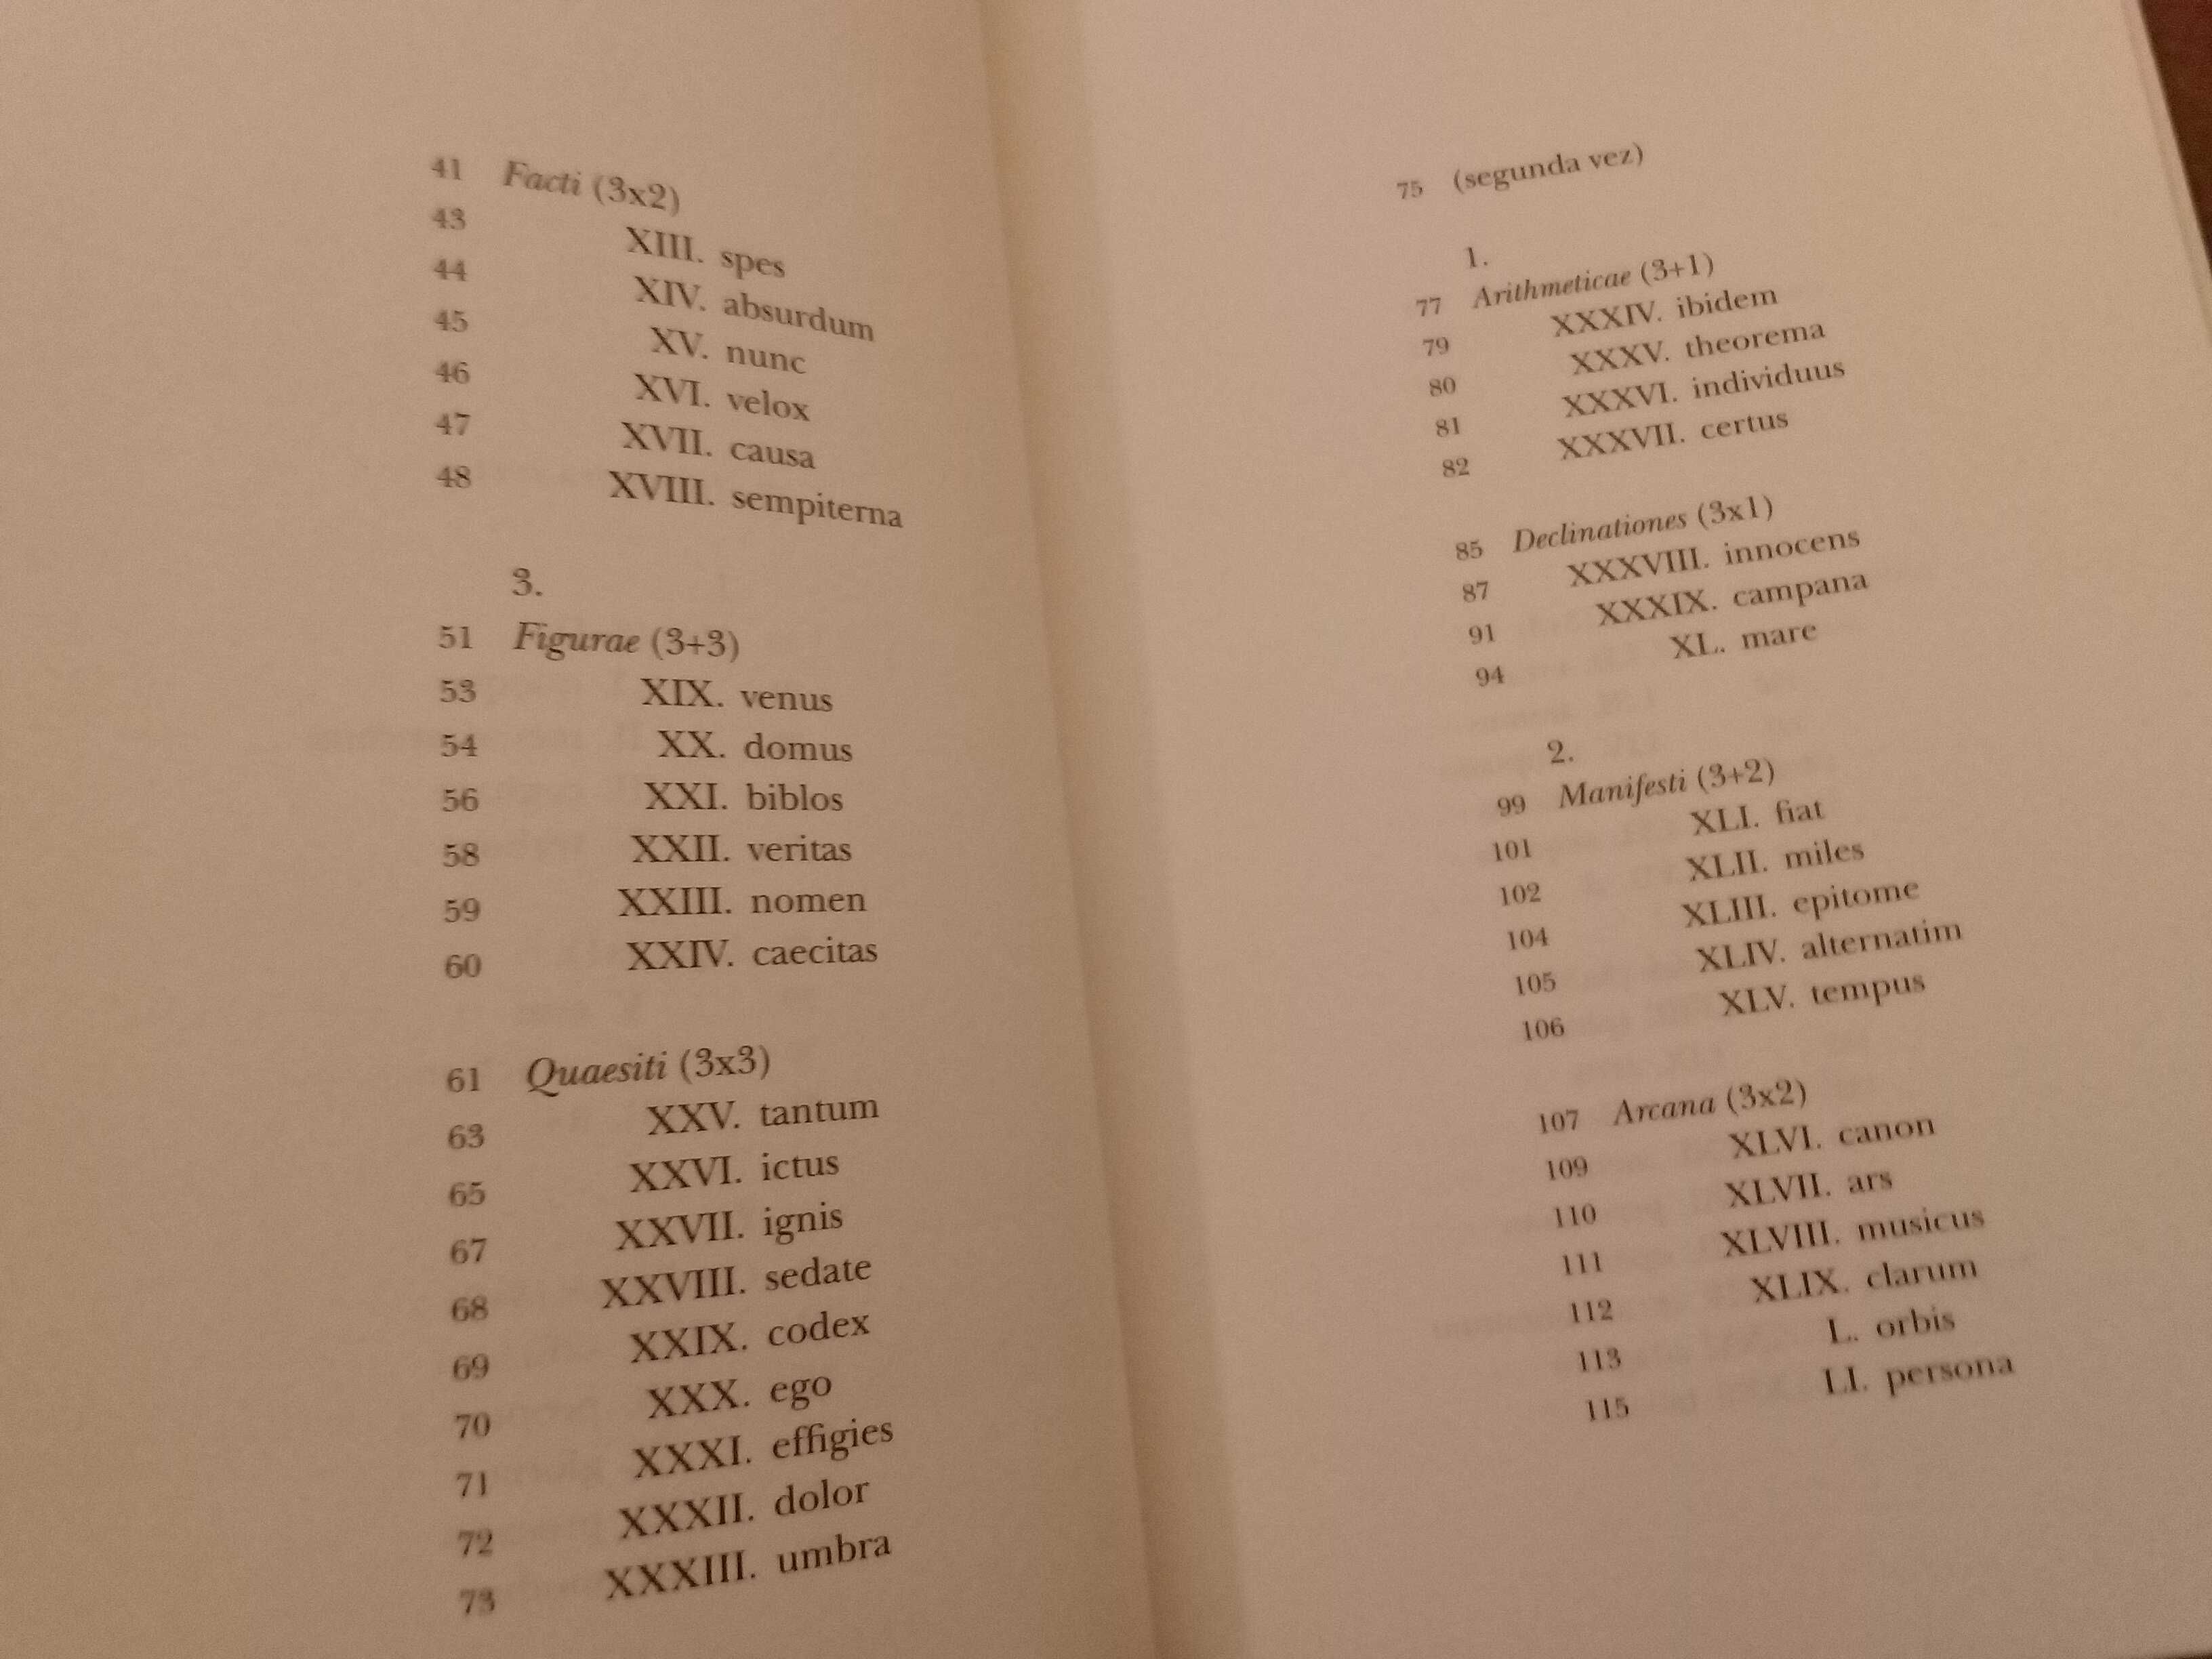 41 Facti (3x2)
43 XIII. spes
44 XIV. absurdum
45 XV. nunc
46 XVI. velox
47 XVII. causa
48 XVIII. sempiterna
3.
51 Figurae (3+3)
53 XIX. venus
54 XX. domus
56 XXI. biblos
58 XXII. veritas
59 XXIII. nomen
60 XXIV. caecitas
61 Quaesiti (3x3)
63 XXV. tantum
65 XXVI. ictus
67 XXVII. ignis
68 XXVIII. sedate
69 XXIX. codex
70 XXX. ego
71 XXXI. effigies
72 XXXII. dolor
73 XXXIII. umbra
75 (segunda vez)
1.
77 Arithmeticae (3+1)
79 XXXIV. ibidem
80 XXXV. theorema
81 XXXVI. individuus
82 XXXVII. certus
85 Declinationes (3x1)
87 XXXVIII. innocens
91 XXXIX. campana
94 XL. mare
2.
99 Manifesti (3+2)
101 XLI. fiat
102 XLII. miles
104 XLIII. epitome
105 XLIV. alternatim
106 XLV. tempus
107 Arcana (3x2)
109 XLVI. canon
110 XLVII. ars
111 XLVIII. musicus
112 XLIX. clarum
113 L. orbis
115 LI. persona